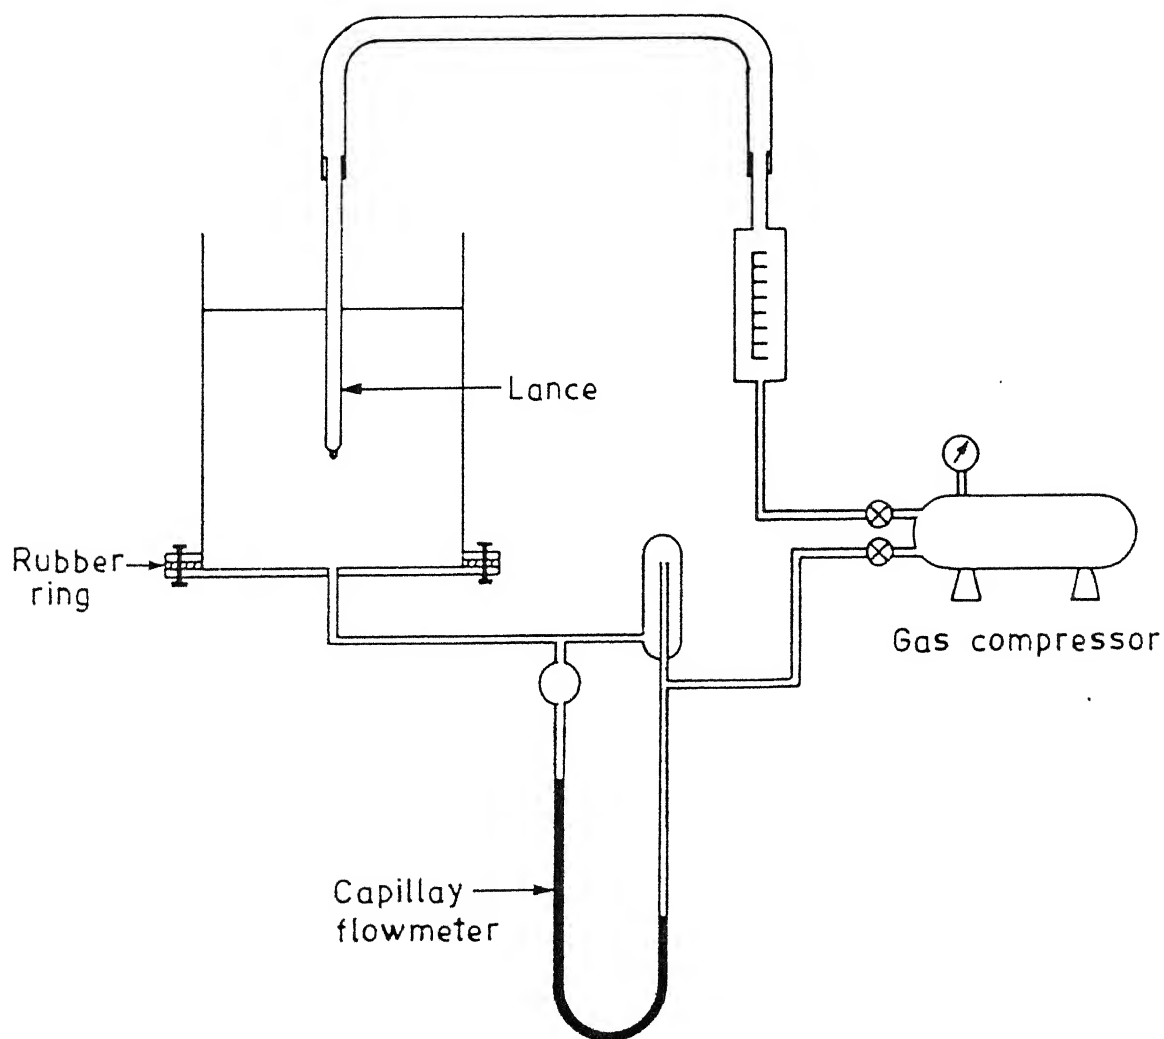 Lance
Rubber
ring
Gas compressor
Capillay
flowmeter